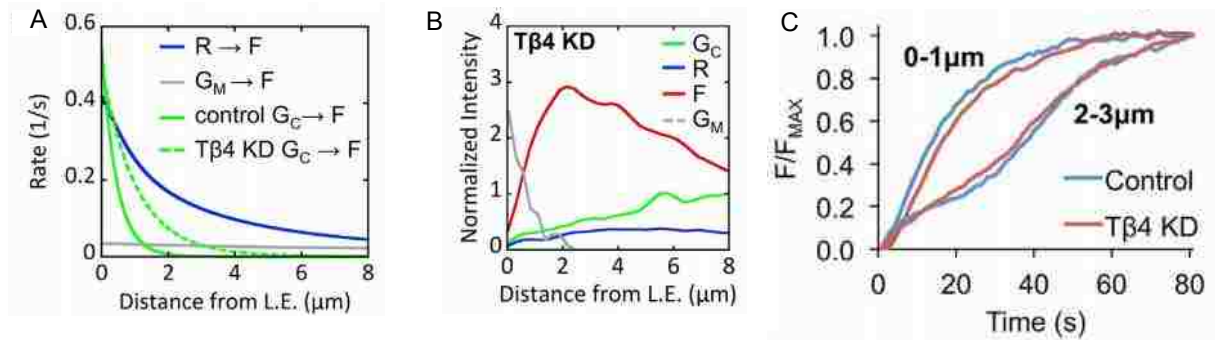 A
0.6
0.4
0.2
0
Rate (1/s)
R → F
G_M → F
control G_C → F
Tβ4 KD G_C → F
0 2 4 6 8
Distance from L.E. (μm)
B
4
3
2
1
0
Normalized Intensity
Tβ4 KD
G_C
R
F
G_M
0 2 4 6 8
Distance from L.E. (μm)
C
1.0
0.8
0.6
0.4
0.2
0.0
F/F_MAX
0-1μm
2-3μm
Control
Tβ4 KD
0 20 40 60 80
Time (s)